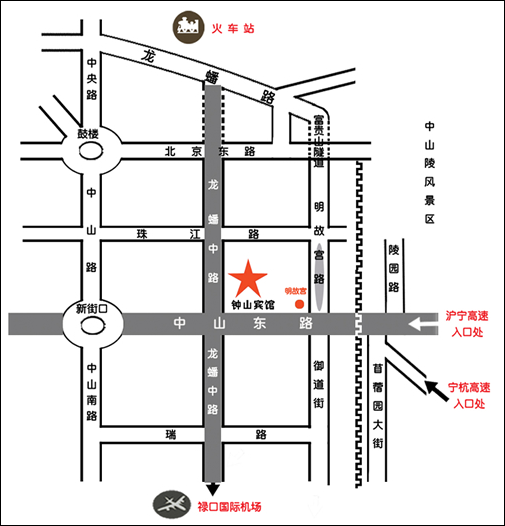 火车站
龙蟠路
中央路
富贵山隧道
鼓楼
北京东路
中山陵风景区
中山路
龙蟠中路
明故宫路
珠江路
陵园路
钟山宾馆
明故宫
新街口
中山东路
沪宁高速
入口处
中山南路
龙蟠中路
御道街
苜蓿园大街
宁杭高速
入口处
瑞路
禄口国际机场